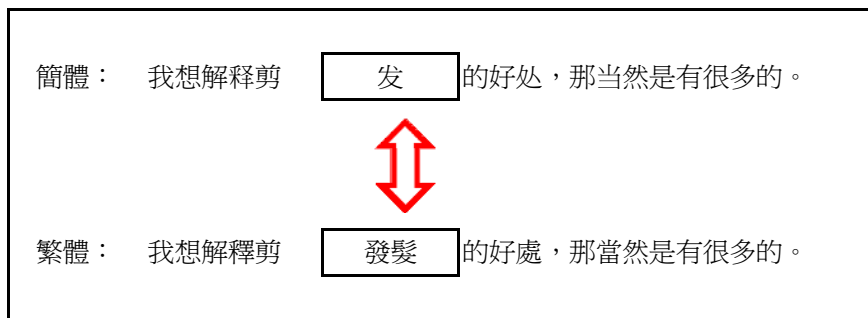 簡體： 我想解释剪 发 的好处，那当然是有很多的。
繁體： 我想解釋剪 發髮 的好處，那當然是有很多的。